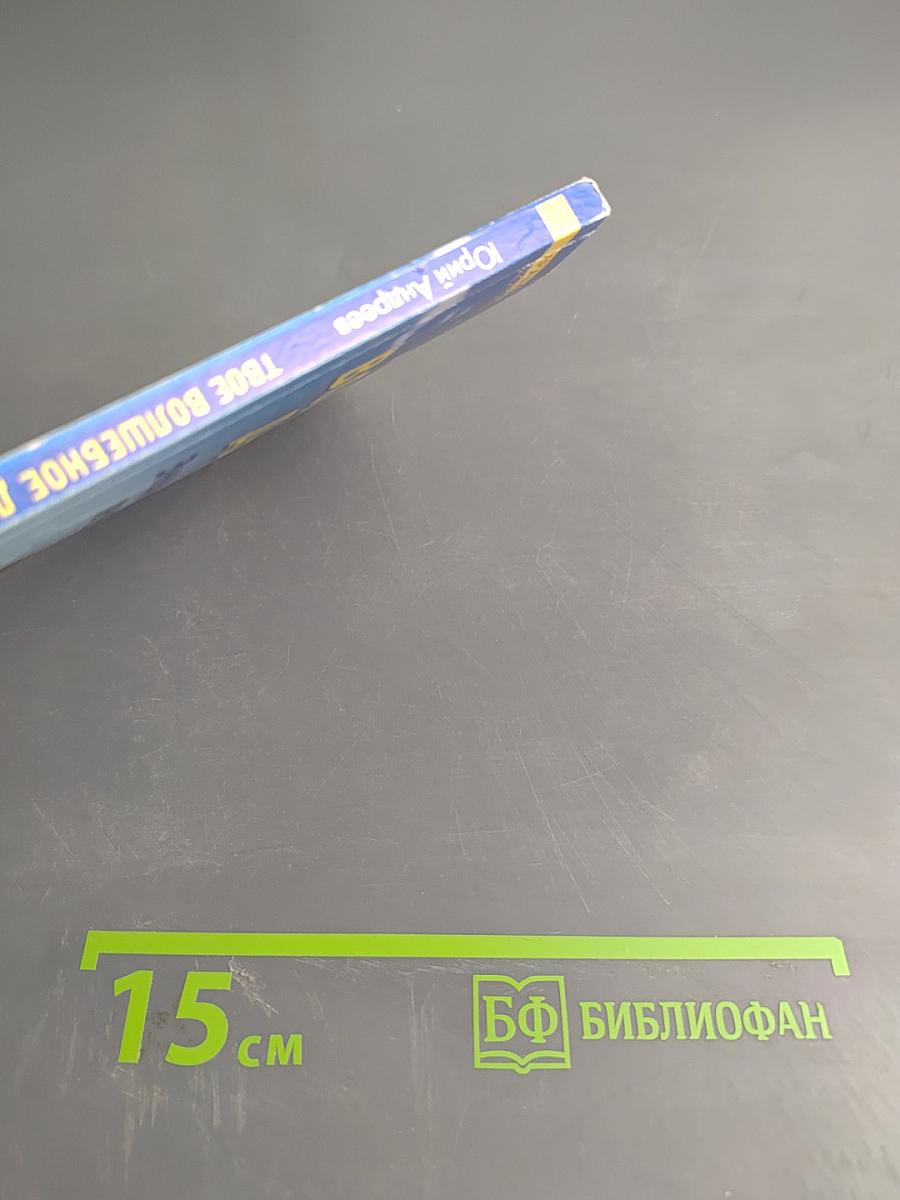 Юрий Андреев
ТВОЕ ВОЛШЕБНОЕ Д
15 см
БФ БИБЛИОФАН